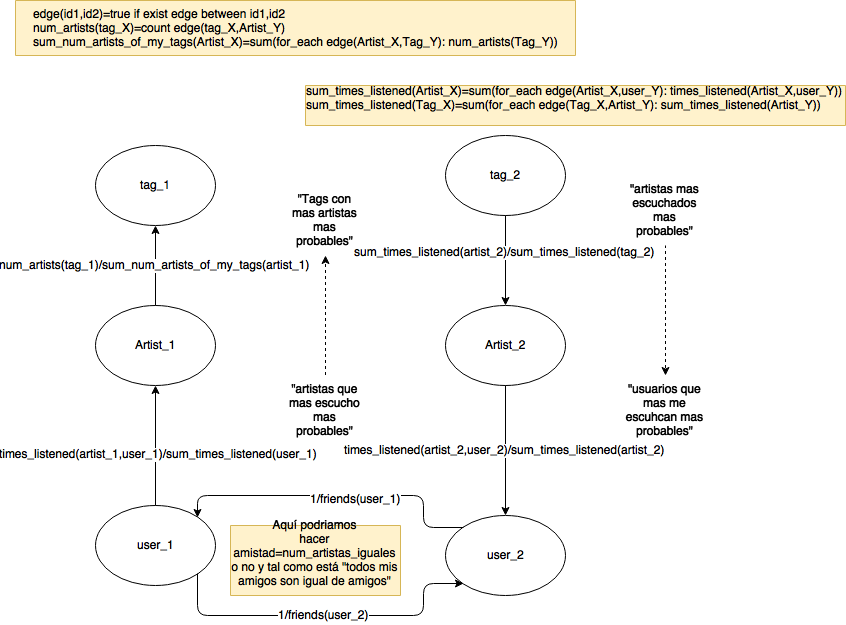 edge(id1,id2)=true if exist edge between id1,id2
num_artists(tag_X)=count edge(tag_X,Artist_Y)
sum_num_artists_of_my_tags(Artist_X)=sum(for_each edge(Artist_X,Tag_Y): num_artists(Tag_Y))
sum_times_listened(Artist_X)=sum(for_each edge(Artist_X,user_Y): times_listened(Artist_X,user_Y))
sum_times_listened(Tag_X)=sum(for_each edge(Tag_X,Artist_Y): sum_times_listened(Artist_Y))
tag_1
tag_2
"Tags con
mas artistas
mas
probables"
"artistas mas
escuchados
mas
probables"
num_artists(tag_1)/sum_num_artists_of_my_tags(artist_1)
sum_times_listened(artist_2)/sum_times_listened(tag_2)
Artist_1
Artist_2
"artistas que
mas escucho
mas
probables"
"usuarios que
mas me
escuhcan mas
probables"
times_listened(artist_1,user_1)/sum_times_listened(user_1)
times_listened(artist_2,user_2)/sum_times_listened(artist_2)
1/friends(user_1)
user_1
Aquí podriamos
hacer
amistad=num_artistas_iguales
o no y tal como está "todos mis
amigos son igual de amigos"
user_2
1/friends(user_2)